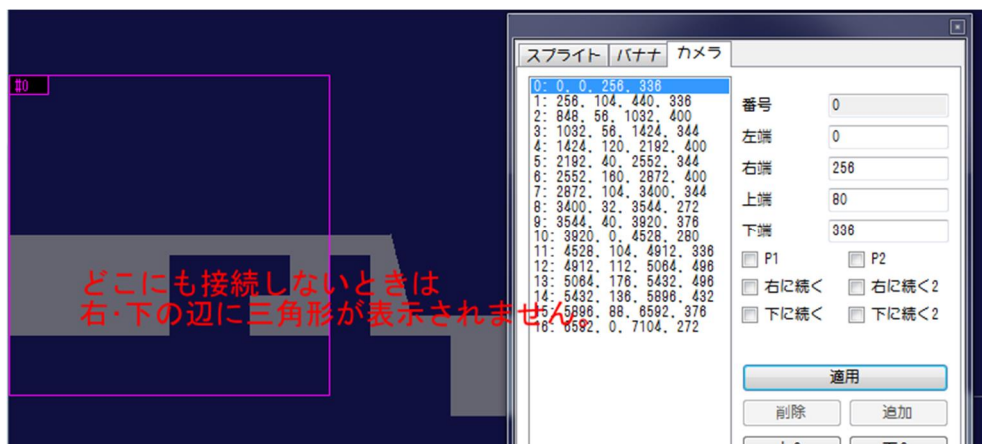 スプライト
バナナ
カメラ
#0
0: 0, 0, 256, 336
1: 256, 104, 440, 336
2: 848, 56, 1032, 400
3: 1032, 56, 1424, 344
4: 1424, 120, 2192, 400
5: 2192, 40, 2552, 344
6: 2552, 160, 2872, 400
7: 2872, 104, 3400, 344
8: 3400, 32, 3544, 272
9: 3544, 40, 3920, 376
10: 3920, 0, 4528, 280
11: 4528, 104, 4912, 336
12: 4912, 112, 5064, 496
13: 5064, 176, 5432, 496
14: 5432, 136, 5896, 432
15: 5896, 88, 6592, 376
16: 6592, 0, 7104, 272
番号
0
左端
0
右端
256
上端
80
下端
336
P1
P2
右に続く
右に続く2
下に続く
下に続く2
適用
削除
追加
どこにも接続しないときは
右・下の辺に三角形が表示されません。